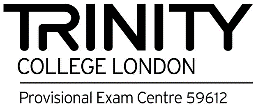 TRINITY
COLLEGE LONDON
Provisional Exam Centre 59612